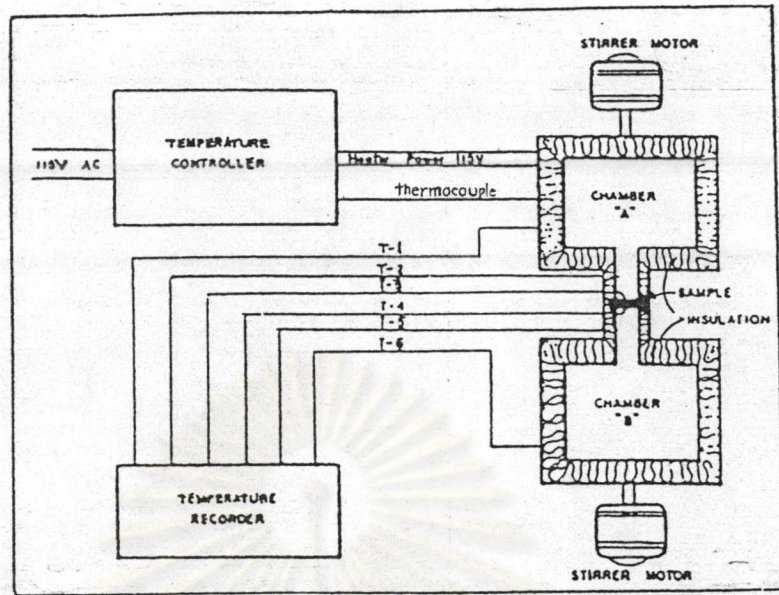 STIRRER MOTOR
TEMPERATURE
CONTROLLER
115V AC
Heater Power 115V
thermocouple
CHAMBER
"A"
T-1
T-2
T-3
T-4
T-5
T-6
SAMPLE
INSULATION
CHAMBER
"B"
TEMPERATURE
RECORDER
STIRRER MOTOR